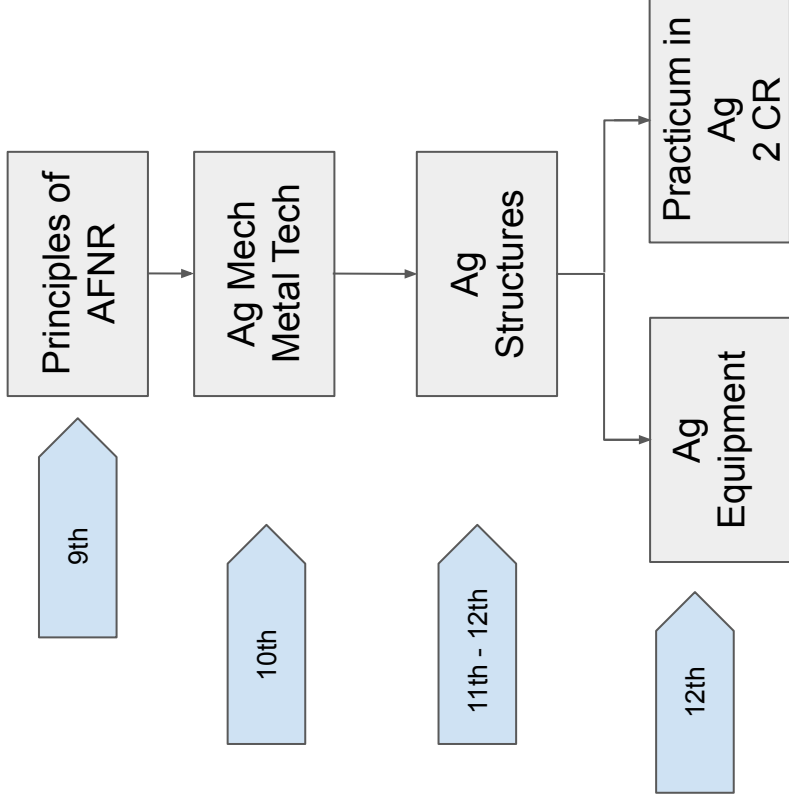 9th
Principles of
AFNR
10th
Ag Mech
Metal Tech
11th - 12th
Ag
Structures
12th
Ag
Equipment
Practicum in
Ag
2 CR